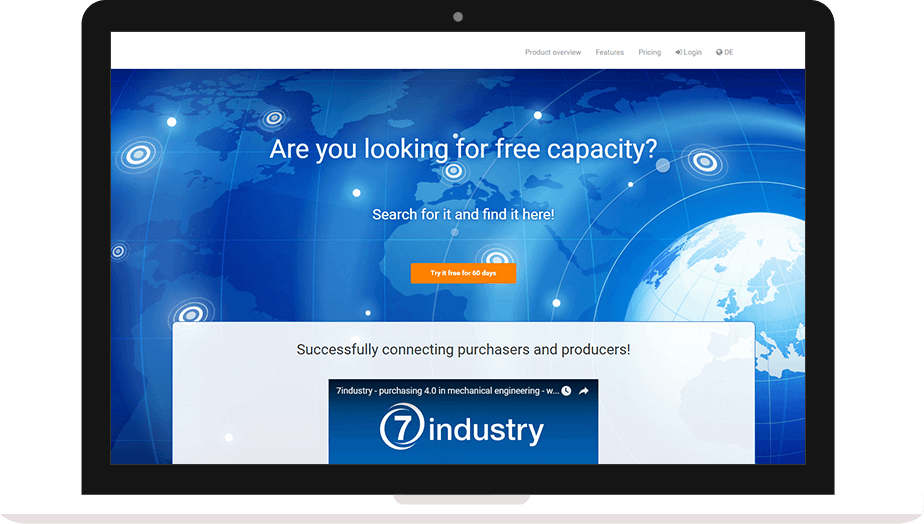 Product overview Features Pricing Login DE
Are you looking for free capacity?
Search for it and find it here!
Try it free for 60 days
Successfully connecting purchasers and producers!
7industry - purchasing 4.0 in mechanical engineering - w...
7 industry